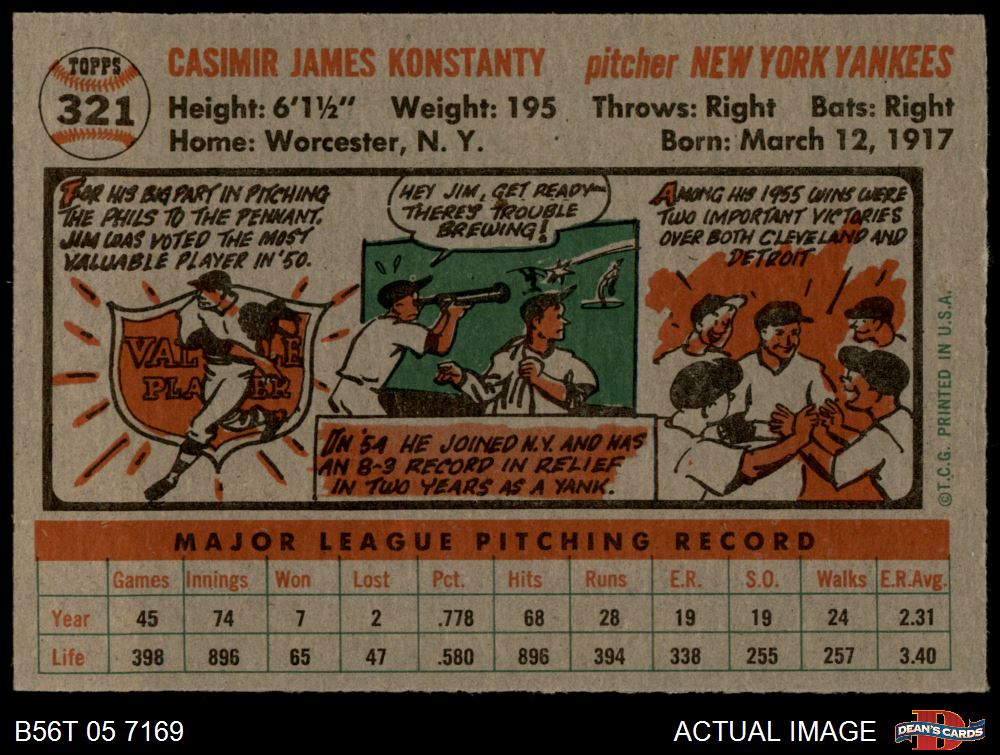 TOPPS
321
CASIMIR JAMES KONSTANTY pitcher NEW YORK YANKEES
Height: 6'1½" Weight: 195 Throws: Right Bats: Right
Home: Worcester, N. Y. Born: March 12, 1917
FOR HIS BIG PART IN PITCHING
THE PHILS TO THE PENNANT,
JIM WAS VOTED THE MOST
VALUABLE PLAYER IN '50.
VAL LE
PLA ER
HEY JIM, GET READY—
THERE'S TROUBLE
BREWING!
IN '54 HE JOINED N.Y. AND HAS
AN 8-3 RECORD IN RELIEF
IN TWO YEARS AS A YANK.
AMONG HIS 1955 WINS WERE
TWO IMPORTANT VICTORIES
OVER BOTH CLEVELAND AND
DETROIT
©T.C.G. PRINTED IN U.S.A.
MAJOR LEAGUE PITCHING RECORD
Games Innings Won Lost Pct. Hits Runs E.R. S.O. Walks E.R.Avg.
Year 45 74 7 2 .778 68 28 19 19 24 2.31
Life 398 896 65 47 .580 896 394 338 255 257 3.40
B56T 05 7169 ACTUAL IMAGE
D
DEAN'S CARDS